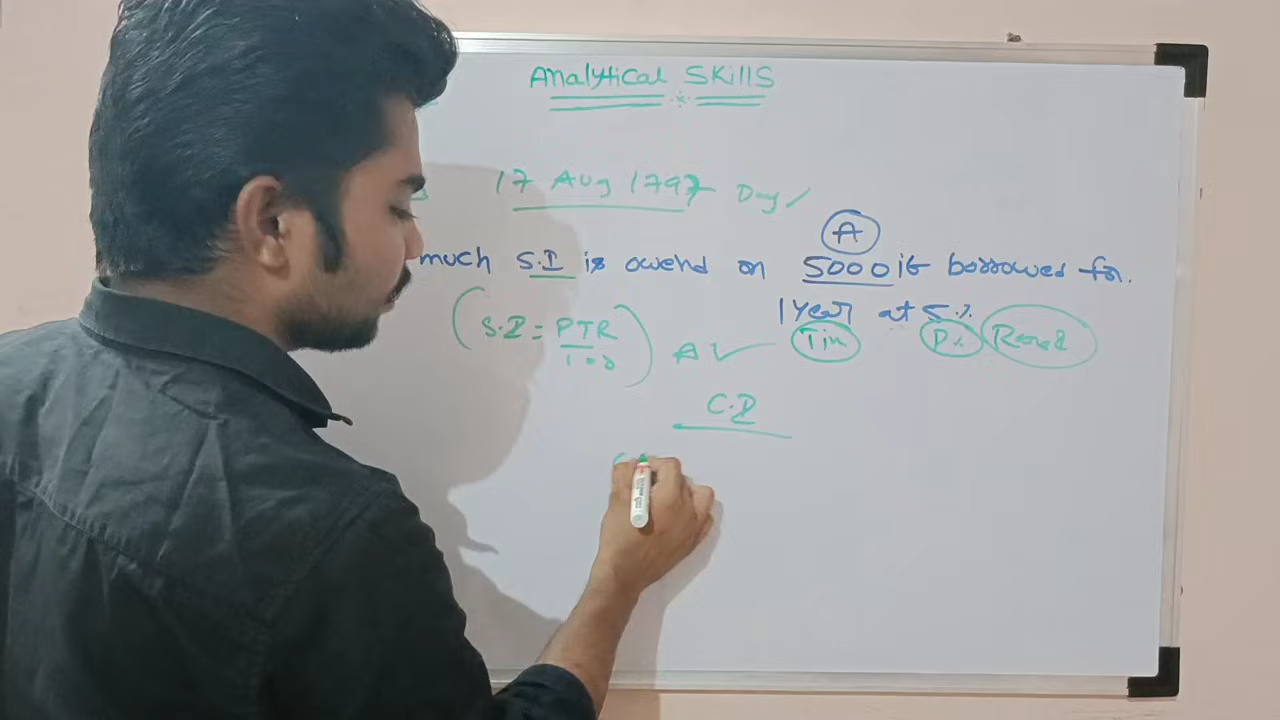 Analytical Skills
17 Aug 1797 Day ✓
A
much S.I is owend on 5000 if borrowed for.
1 Year at 5%
(S.I = PTR/100) A ✓ Tim P%
C.I